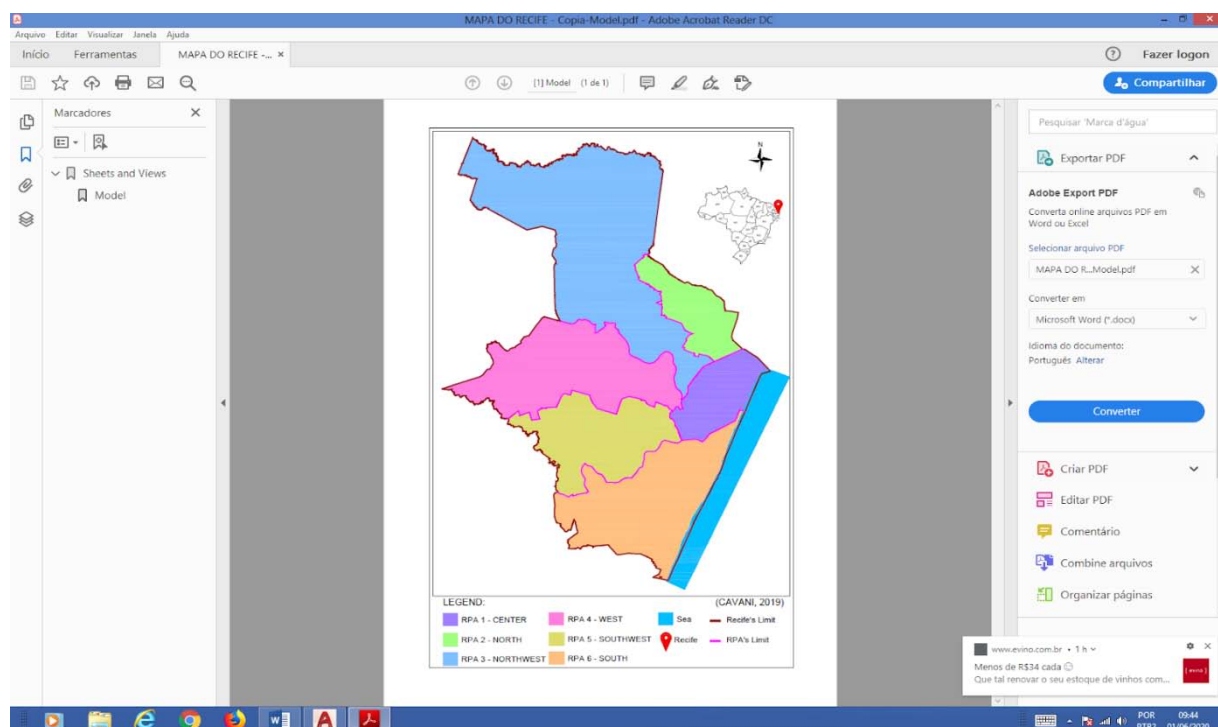 MAPA DO RECIFE - Copia-Model.pdf - Adobe Acrobat Reader DC
Arquivo Editar Visualizar Janela Ajuda
Início Ferramentas MAPA DO RECIFE -... ×
Fazer logon
[1] Model (1 de 1)
Compartilhar
Marcadores
Sheets and Views
Model
N
LEGEND:
(CAVANI, 2019)
RPA 1 - CENTER
RPA 4 - WEST
Sea
Recife's Limit
RPA 2 - NORTH
RPA 5 - SOUTHWEST
Recife
RPA's Limit
RPA 3 - NORTHWEST
RPA 6 - SOUTH
Pesquisar 'Marca d'água'
Exportar PDF
Adobe Export PDF
Converta online arquivos PDF em
Word ou Excel
Selecionar arquivo PDF
MAPA DO R...Model.pdf
Converter em
Microsoft Word (*.docx)
Idioma do documento:
Português Alterar
Converter
Criar PDF
Editar PDF
Comentário
Combine arquivos
Organizar páginas
www.evino.com.br • 1 h
Menos de R$34 cada
Que tal renovar o seu estoque de vinhos com...
evino
POR 09:44
PTB2 01/06/2020